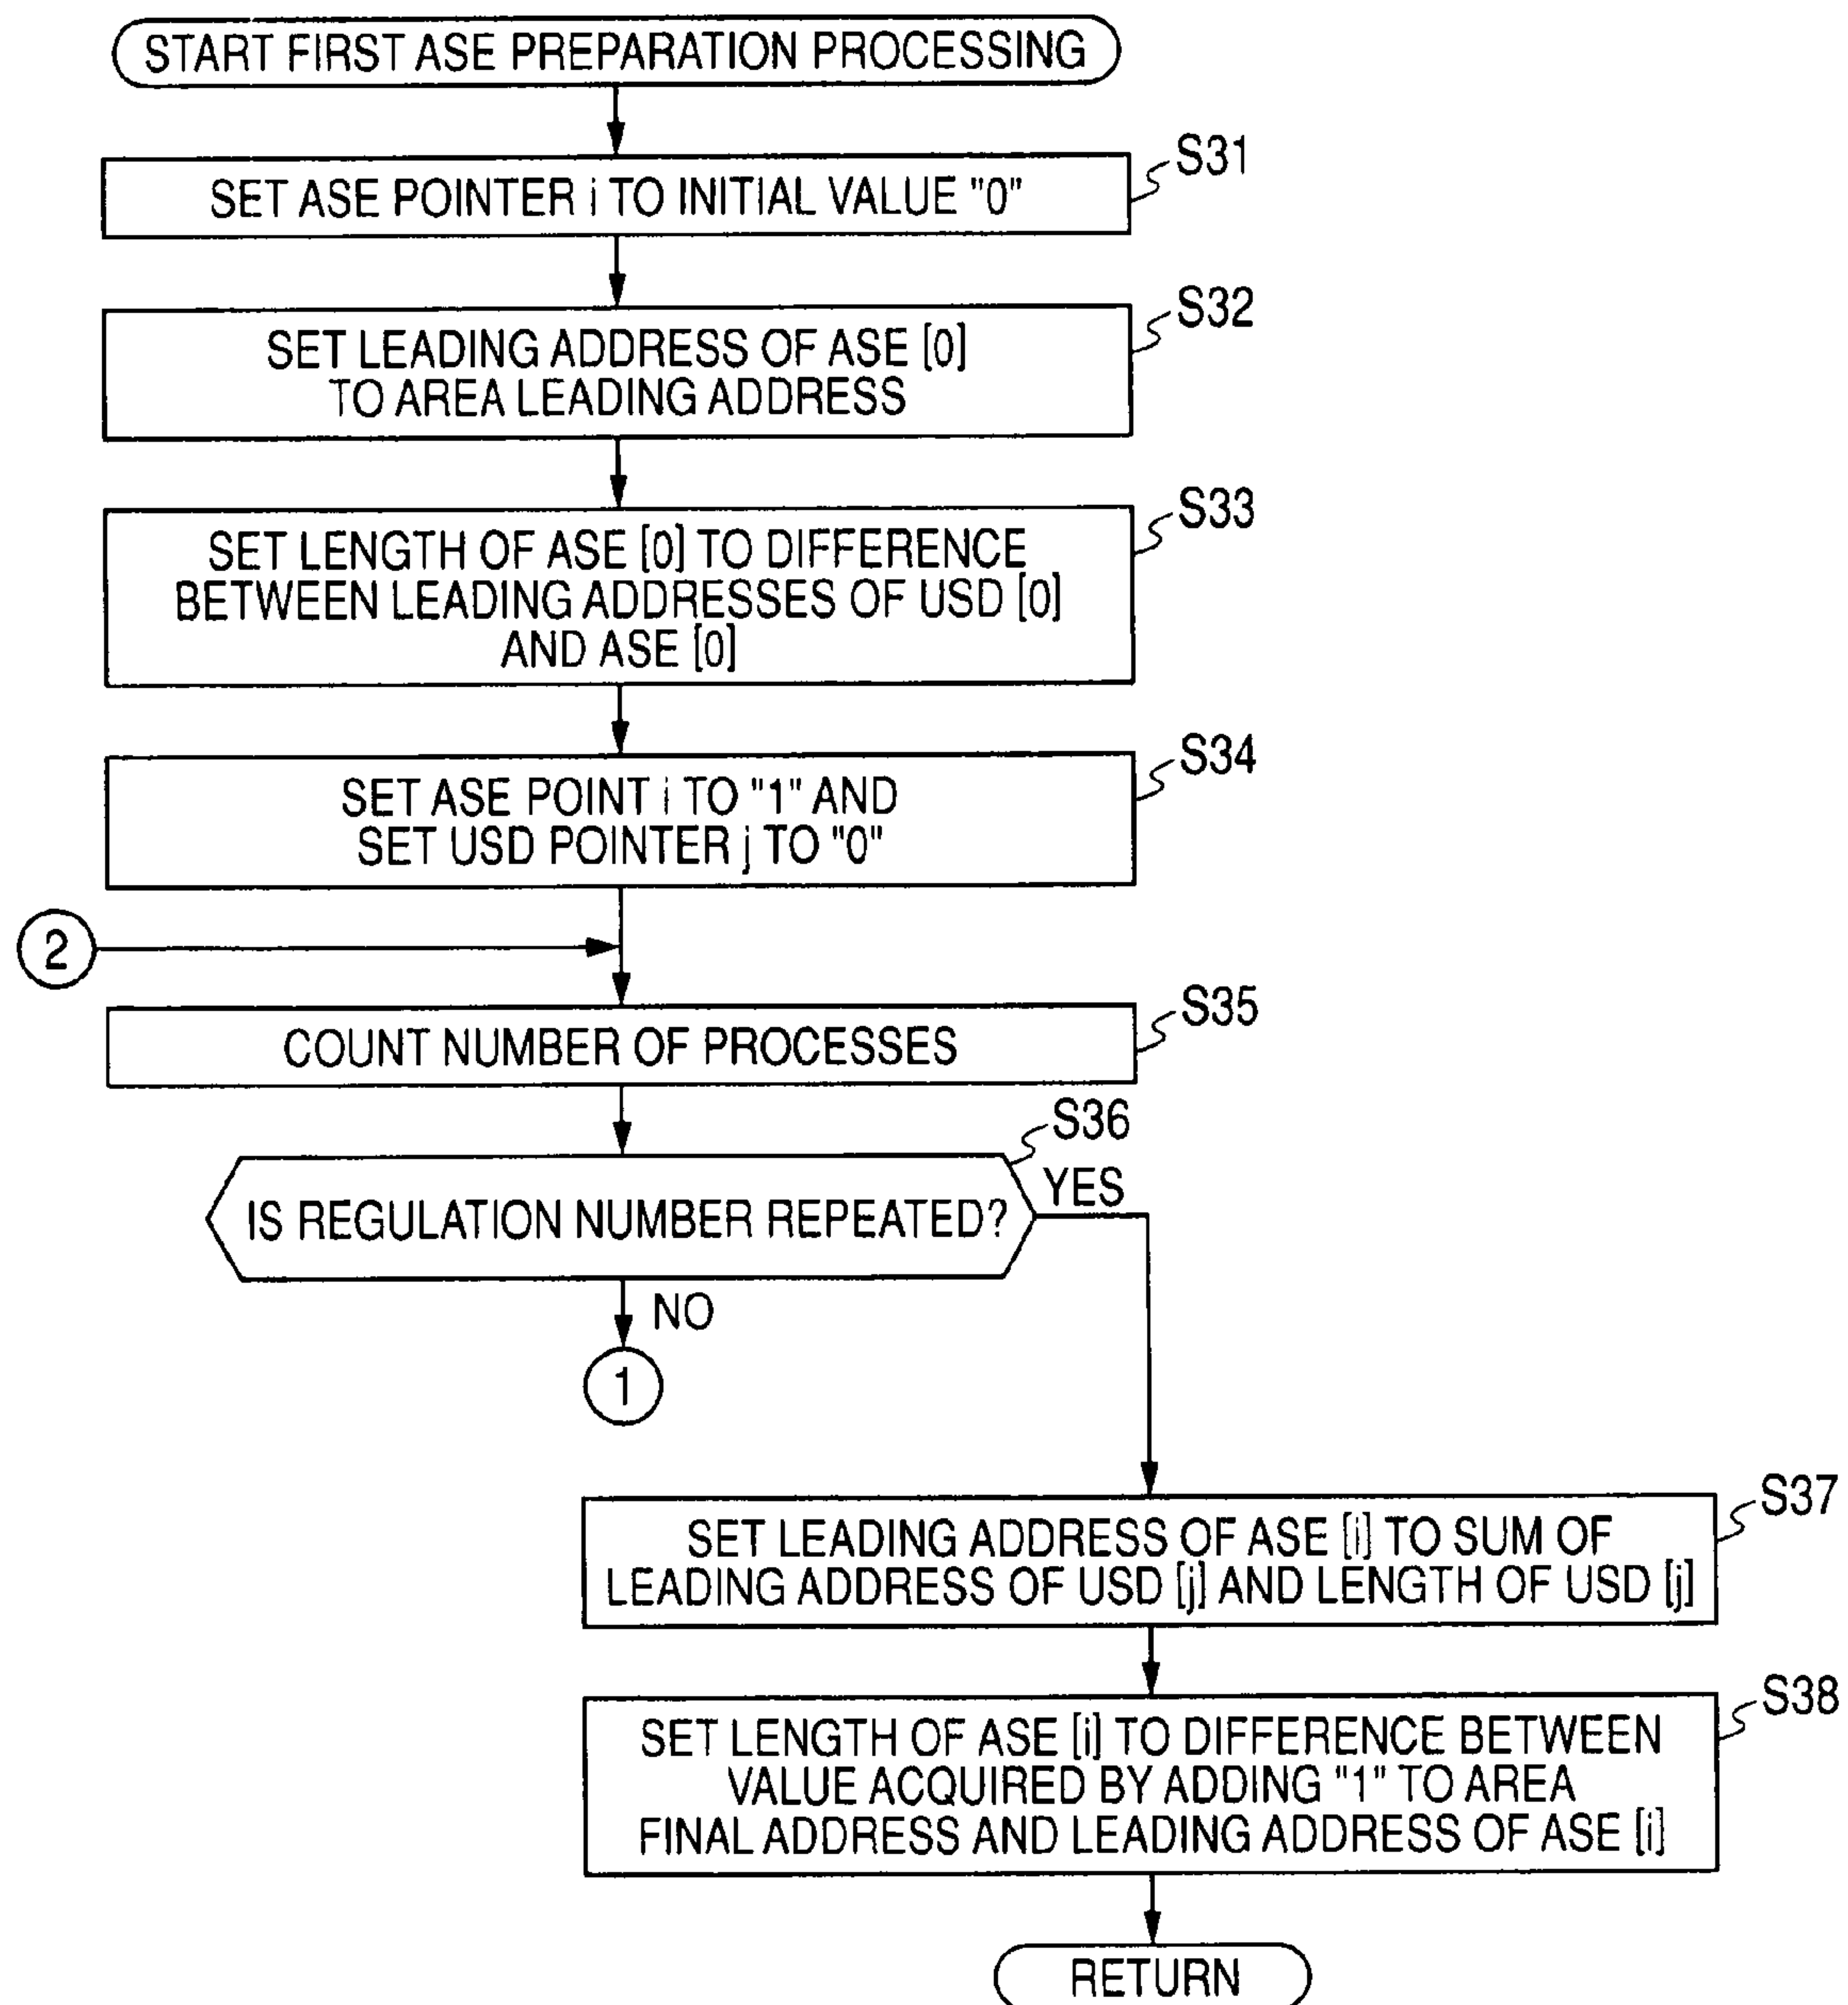 START FIRST ASE PREPARATION PROCESSING
S31
SET ASE POINTER i TO INITIAL VALUE "0"
S32
SET LEADING ADDRESS OF ASE [0]
TO AREA LEADING ADDRESS
S33
SET LENGTH OF ASE [0] TO DIFFERENCE
BETWEEN LEADING ADDRESSES OF USD [0]
AND ASE [0]
S34
SET ASE POINT i TO "1" AND
SET USD POINTER j TO "0"
2
S35
COUNT NUMBER OF PROCESSES
S36
IS REGULATION NUMBER REPEATED?
YES
NO
1
S37
SET LEADING ADDRESS OF ASE [i] TO SUM OF
LEADING ADDRESS OF USD [j] AND LENGTH OF USD [j]
S38
SET LENGTH OF ASE [i] TO DIFFERENCE BETWEEN
VALUE ACQUIRED BY ADDING "1" TO AREA
FINAL ADDRESS AND LEADING ADDRESS OF ASE [i]
RETURN